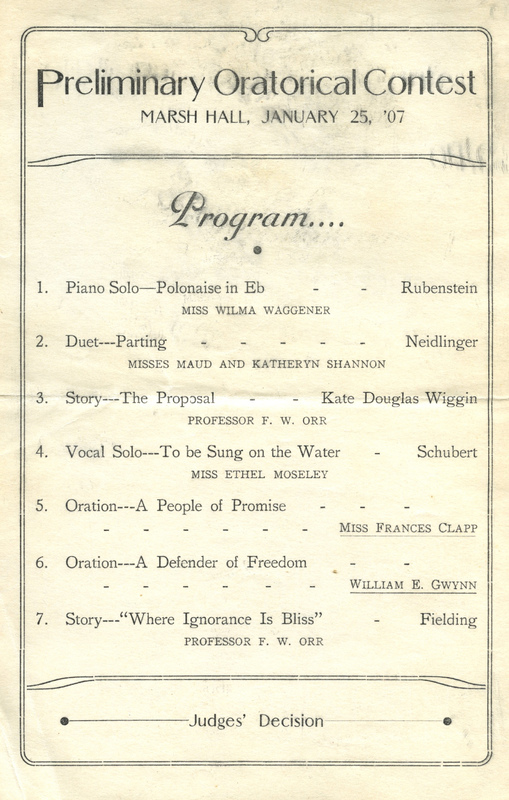 Preliminary Oratorical Contest
MARSH HALL, JANUARY 25, '07
Program....
1. Piano Solo—Polonaise in Eb - - Rubenstein
MISS WILMA WAGGENER
2. Duet---Parting - - - - - Neidlinger
MISSES MAUD AND KATHERYN SHANNON
3. Story---The Proposal - - Kate Douglas Wiggin
PROFESSOR F. W. ORR
4. Vocal Solo---To be Sung on the Water - Schubert
MISS ETHEL MOSELEY
5. Oration---A People of Promise - - -
- - - - - - MISS FRANCES CLAPP
6. Oration---A Defender of Freedom - -
- - - - - - - WILLIAM E. GWYNN
7. Story---"Where Ignorance Is Bliss" - Fielding
PROFESSOR F. W. ORR
Judges' Decision